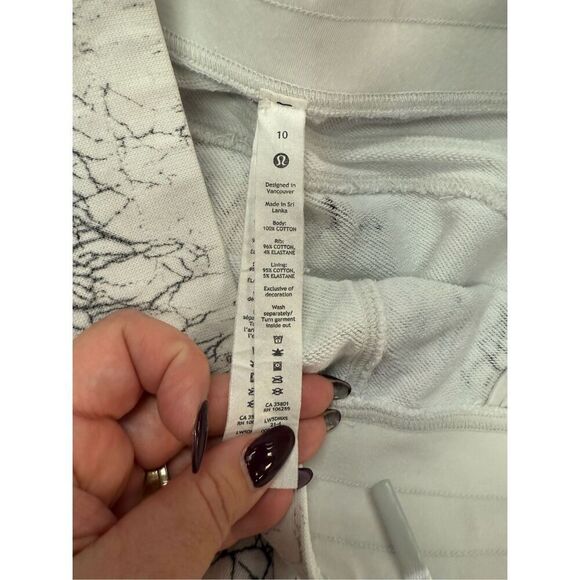 10
Designed in
Vancouver
Made in Sri
Lanka
Body:
100% COTTON
Rib:
96% COTTON,
4% ELASTANE
Lining:
95% COTTON,
5% ELASTANE
Exclusive of
decoration
Wash
separately/
Turn garment
inside out
CA 35801
RN 106259